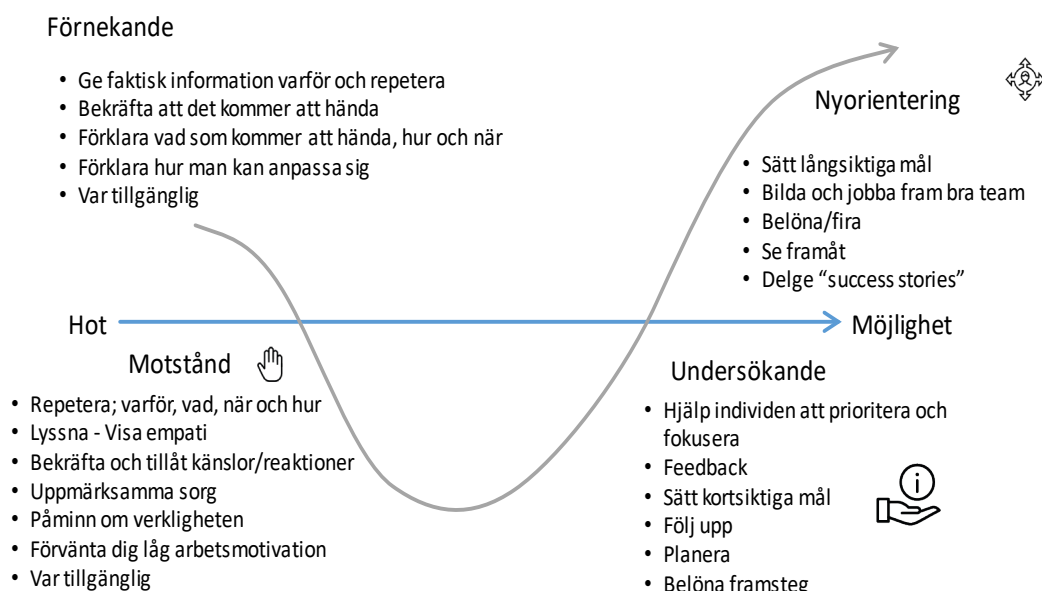 Förnekande
• Ge faktisk information varför och repetera
• Bekräfta att det kommer att hända
• Förklara vad som kommer att hända, hur och när
• Förklara hur man kan anpassa sig
• Var tillgänglig
Nyorientering
• Sätt långsiktiga mål
• Bilda och jobba fram bra team
• Belöna/fira
• Se framåt
• Delge “success stories”
Hot
Möjlighet
Motstånd
• Repetera; varför, vad, när och hur
• Lyssna - Visa empati
• Bekräfta och tillåt känslor/reaktioner
• Uppmärksamma sorg
• Påminn om verkligheten
• Förvänta dig låg arbetsmotivation
• Var tillgänglig
Undersökande
• Hjälp individen att prioritera och
fokusera
• Feedback
• Sätt kortsiktiga mål
• Följ upp
• Planera
• Belöna framsteg
i